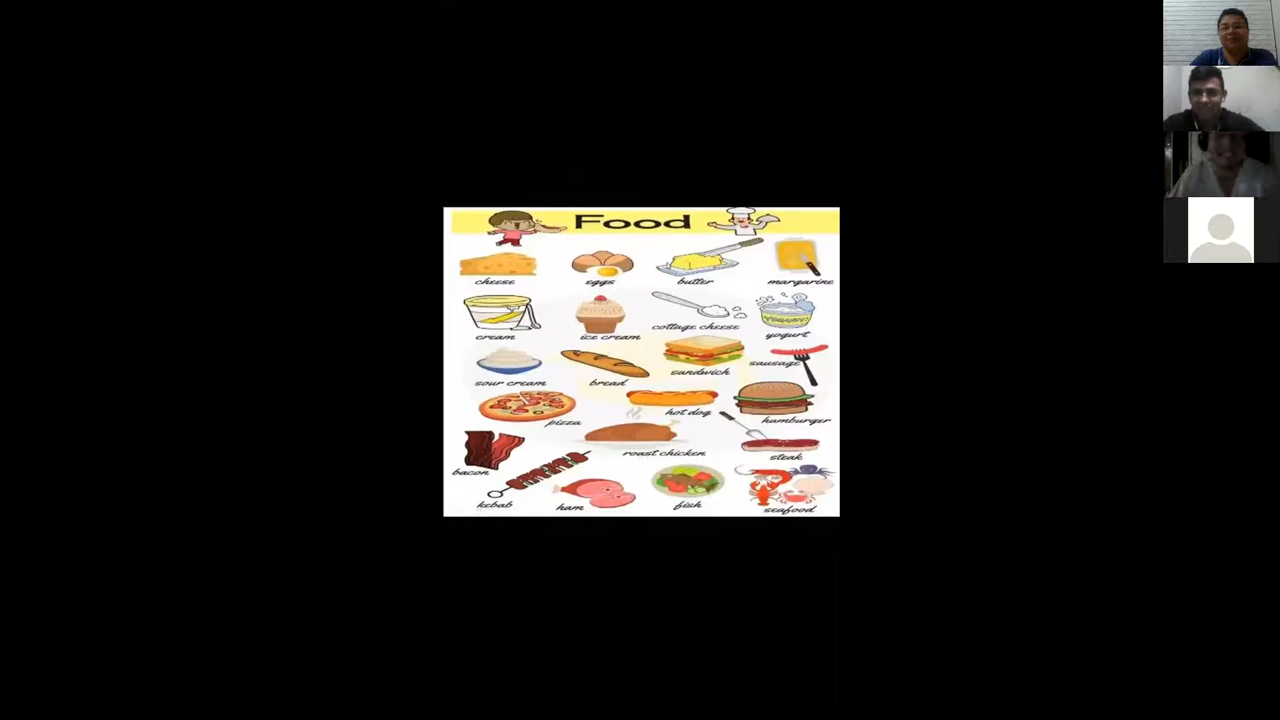 Food
cheese eggs butter margarine
cream ice cream cottage cheese yogurt
sour cream bread sandwich sausage
pizza hot dog hamburger
bacon roast chicken steak
kebab ham fish seafood